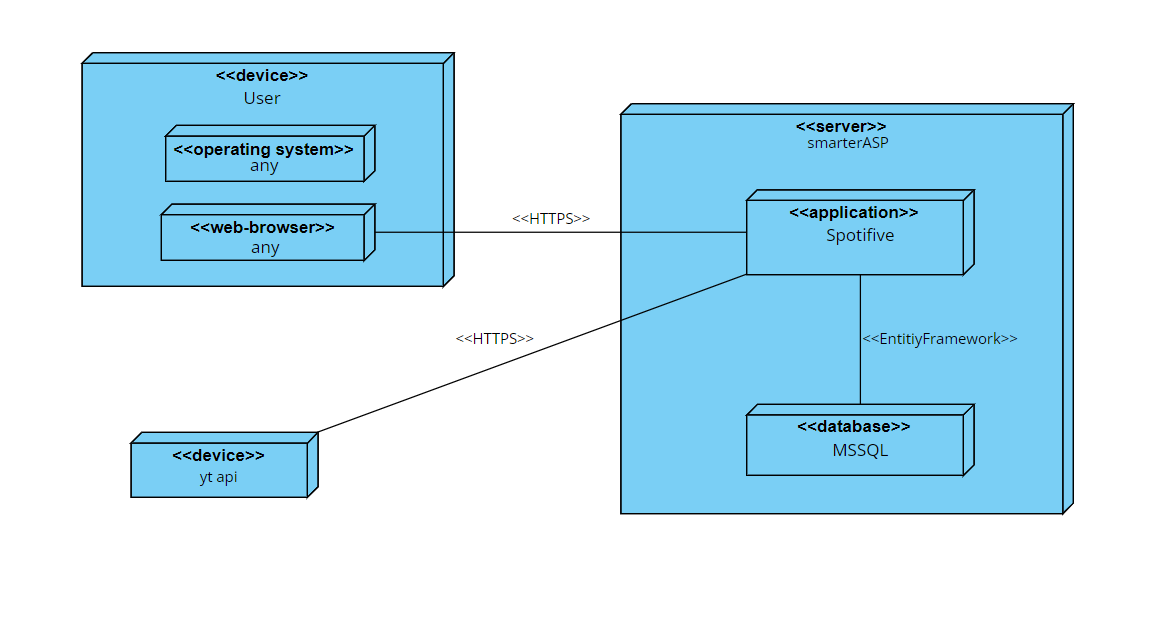 <<device>>
User
<<operating system>>
any
<<web-browser>>
any
<<HTTPS>>
<<server>>
smarterASP
<<application>>
Spotifive
<<HTTPS>>
<<EntitiyFramework>>
<<database>>
MSSQL
<<device>>
yt api